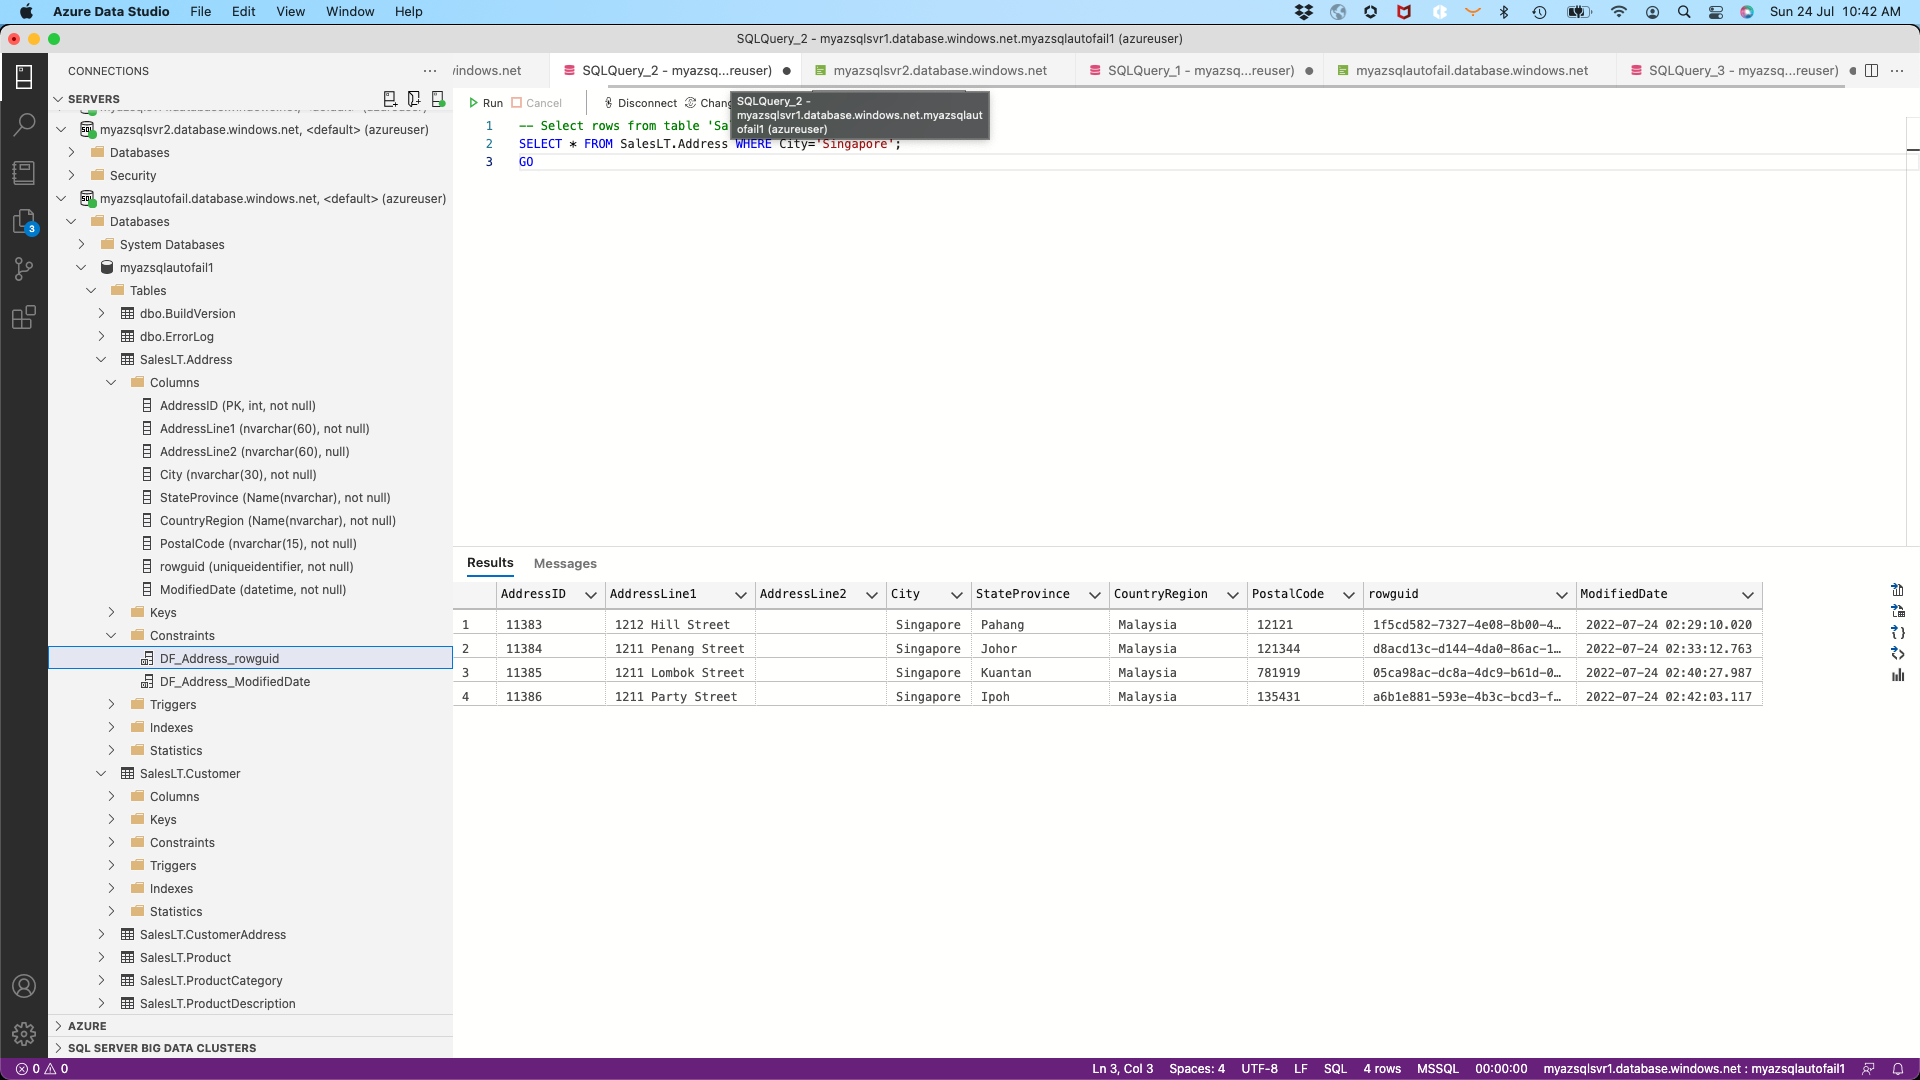 Azure Data Studio File Edit View Window Help Sun 24 Jul 10:42 AM
SQLQuery_2 - myazsqlsvr1.database.windows.net.myazsqlautofail1 (azureuser)
CONNECTIONS
vindows.net SQLQuery_2 - myazsq...reuser) myazsqlsvr2.database.windows.net SQLQuery_1 - myazsq...reuser) myazsqlautofail.database.windows.net SQLQuery_3 - myazsq...reuser)
SERVERS
Run Cancel Disconnect Chang
SQLQuery_2 -
myazsqlsvr1.database.windows.net.myazsqlaut
ofail1 (azureuser)
1 -- Select rows from table 'Sa
2 SELECT * FROM SalesLT.Address WHERE City='Singapore';
3 GO
myazsqlsvr2.database.windows.net, <default> (azureuser)
Databases
Security
myazsqlautofail.database.windows.net, <default> (azureuser)
Databases
3
System Databases
myazsqlautofail1
Tables
dbo.BuildVersion
dbo.ErrorLog
SalesLT.Address
Columns
AddressID (PK, int, not null)
AddressLine1 (nvarchar(60), not null)
AddressLine2 (nvarchar(60), null)
City (nvarchar(30), not null)
StateProvince (Name(nvarchar), not null)
CountryRegion (Name(nvarchar), not null)
PostalCode (nvarchar(15), not null)
rowguid (uniqueidentifier, not null)
ModifiedDate (datetime, not null)
Keys
Constraints
DF_Address_rowguid
DF_Address_ModifiedDate
Triggers
Indexes
Statistics
SalesLT.Customer
Columns
Keys
Constraints
Triggers
Indexes
Statistics
SalesLT.CustomerAddress
SalesLT.Product
SalesLT.ProductCategory
SalesLT.ProductDescription
AZURE
SQL SERVER BIG DATA CLUSTERS
Results Messages
AddressID AddressLine1 AddressLine2 City StateProvince CountryRegion PostalCode rowguid ModifiedDate
1 11383 1212 Hill Street Singapore Pahang Malaysia 12121 1f5cd582-7327-4e08-8b00-4… 2022-07-24 02:29:10.020
2 11384 1211 Penang Street Singapore Johor Malaysia 121344 d8acd13c-d144-4da0-86ac-1… 2022-07-24 02:33:12.763
3 11385 1211 Lombok Street Singapore Kuantan Malaysia 781919 05ca98ac-dc8a-4dc9-b61d-0… 2022-07-24 02:40:27.987
4 11386 1211 Party Street Singapore Ipoh Malaysia 135431 a6b1e881-593e-4b3c-bcd3-f… 2022-07-24 02:42:03.117
0 0 Ln 3, Col 3 Spaces: 4 UTF-8 LF SQL 4 rows MSSQL 00:00:00 myazsqlsvr1.database.windows.net : myazsqlautofail1